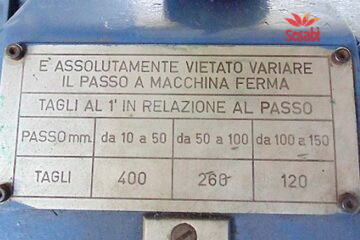 Sosabi
È ASSOLUTAMENTE VIETATO VARIARE
IL PASSO A MACCHINA FERMA
TAGLI AL 1' IN RELAZIONE AL PASSO
PASSO mm. da 10 a 50 da 50 a 100 da 100 a 150
TAGLI 400 260 120